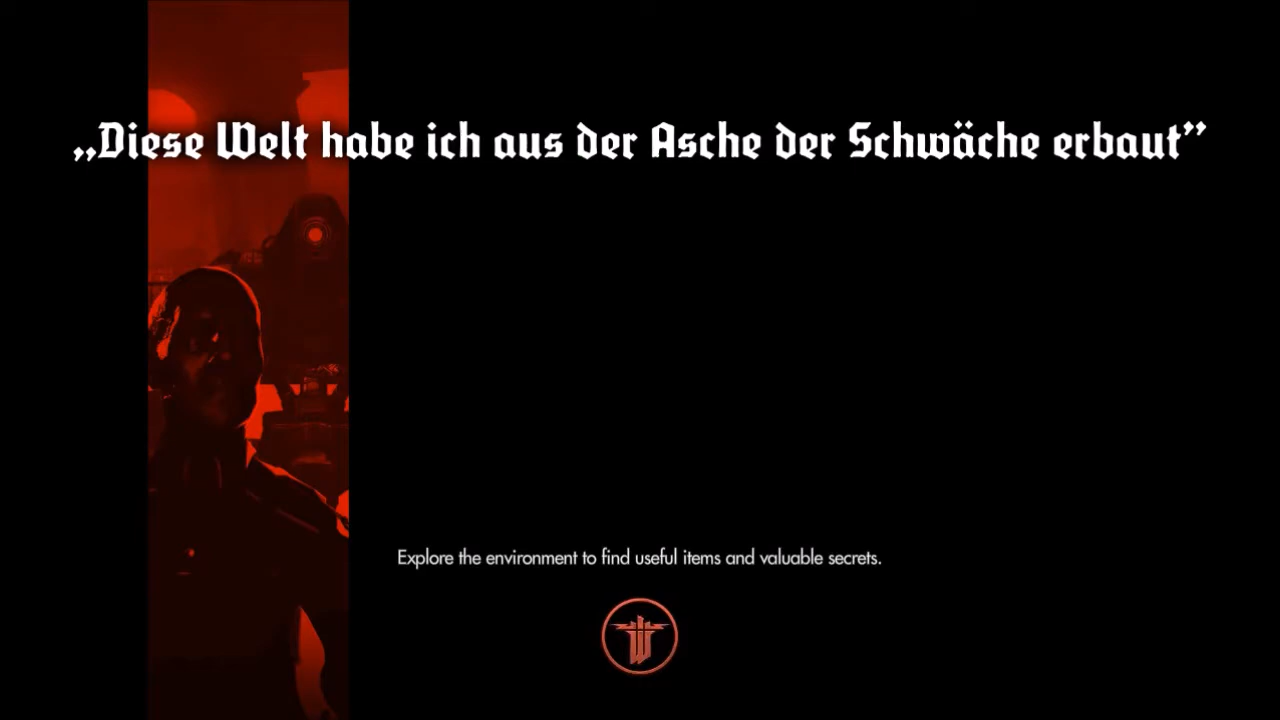 „Diese Welt habe ich aus der Asche der Schwäche erbaut”
Explore the environment to find useful items and valuable secrets.